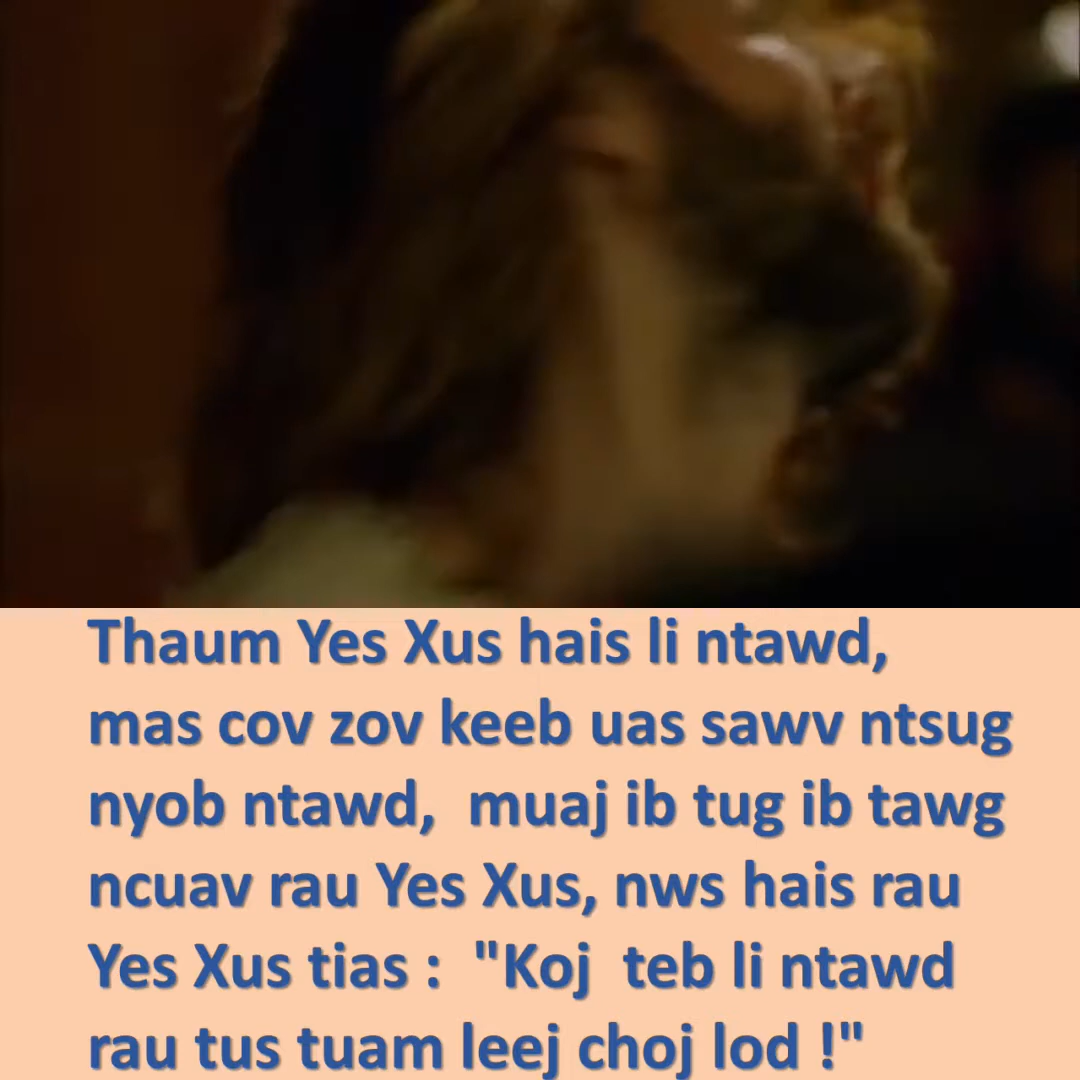 Thaum Yes Xus hais li ntawd,
mas cov zov keeb uas sawv ntsug
nyob ntawd,  muaj ib tug ib tawg
ncuav rau Yes Xus, nws hais rau
Yes Xus tias :  "Koj  teb li ntawd
rau tus tuam leej choj lod !"